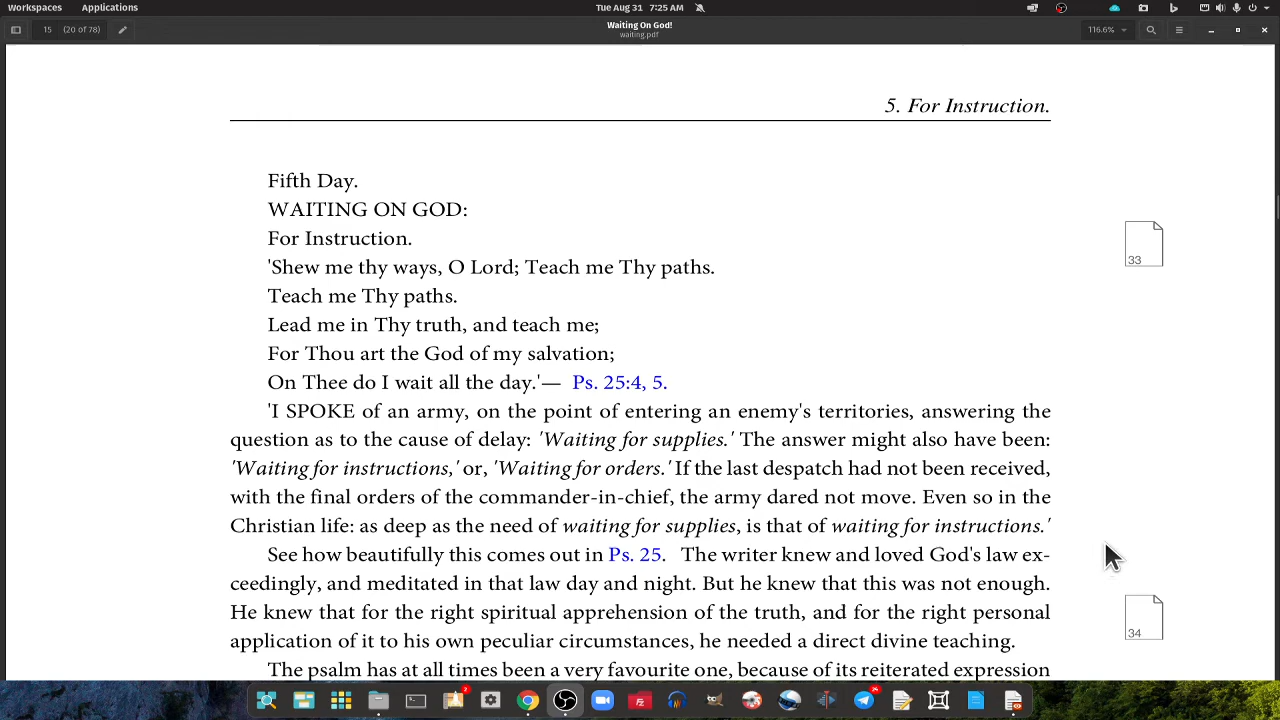 Workspaces Applications Tue Aug 31 7:25 AM
15 (20 of 78) Waiting On God! 116.6%
waiting.pdf
5. For Instruction.
Fifth Day.
WAITING ON GOD:
For Instruction.
33
'Shew me thy ways, O Lord; Teach me Thy paths.
Teach me Thy paths.
Lead me in Thy truth, and teach me;
For Thou art the God of my salvation;
On Thee do I wait all the day.'— Ps. 25:4, 5.
'I SPOKE of an army, on the point of entering an enemy's territories, answering the
question as to the cause of delay: 'Waiting for supplies.' The answer might also have been:
'Waiting for instructions,' or, 'Waiting for orders.' If the last despatch had not been received,
with the final orders of the commander-in-chief, the army dared not move. Even so in the
Christian life: as deep as the need of waiting for supplies, is that of waiting for instructions.'
See how beautifully this comes out in Ps. 25. The writer knew and loved God's law ex-
ceedingly, and meditated in that law day and night. But he knew that this was not enough.
He knew that for the right spiritual apprehension of the truth, and for the right personal
34
application of it to his own peculiar circumstances, he needed a direct divine teaching.
The psalm has at all times been a very favourite one, because of its reiterated expression